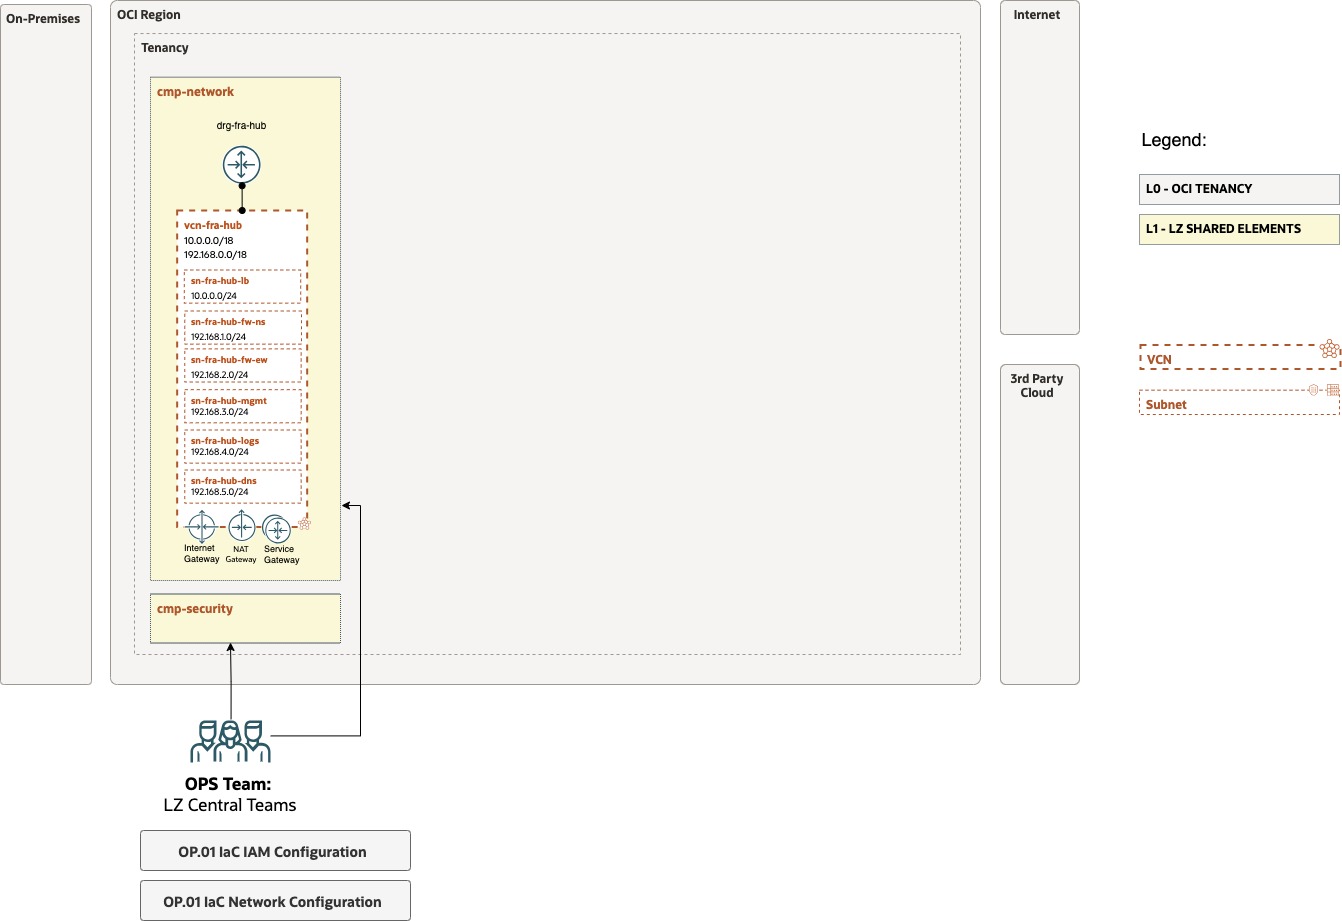 On-Premises
OCI Region
Tenancy
cmp-network
drg-fra-hub
vcn-fra-hub
10.0.0.0/18
192.168.0.0/18
sn-fra-hub-lb
10.0.0.0/24
sn-fra-hub-fw-ns
192.168.1.0/24
sn-fra-hub-fw-ew
192.168.2.0/24
sn-fra-hub-mgmt
192.168.3.0/24
sn-fra-hub-logs
192.168.4.0/24
sn-fra-hub-dns
192.168.5.0/24
Internet
Gateway
NAT
Gateway
Service
Gateway
cmp-security
OPS Team:
LZ Central Teams
OP.01 IaC IAM Configuration
OP.01 IaC Network Configuration
Internet
3rd Party
Cloud
Legend:
L0 - OCI TENANCY
L1 - LZ SHARED ELEMENTS
VCN
Subnet